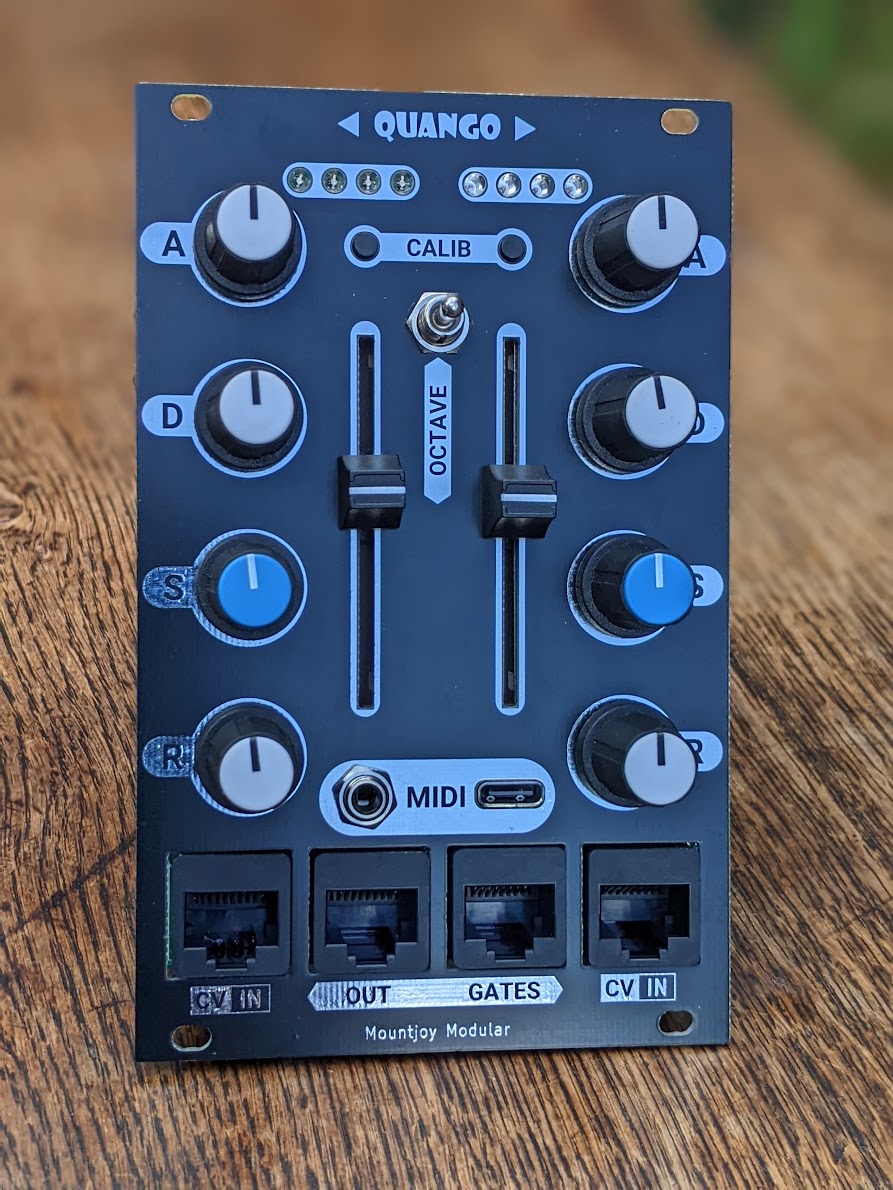 QUANGO
A
CALIB
A
D
OCTAVE
D
S
S
R
MIDI
R
CV IN
OUT
GATES
CV IN
Mountjoy Modular